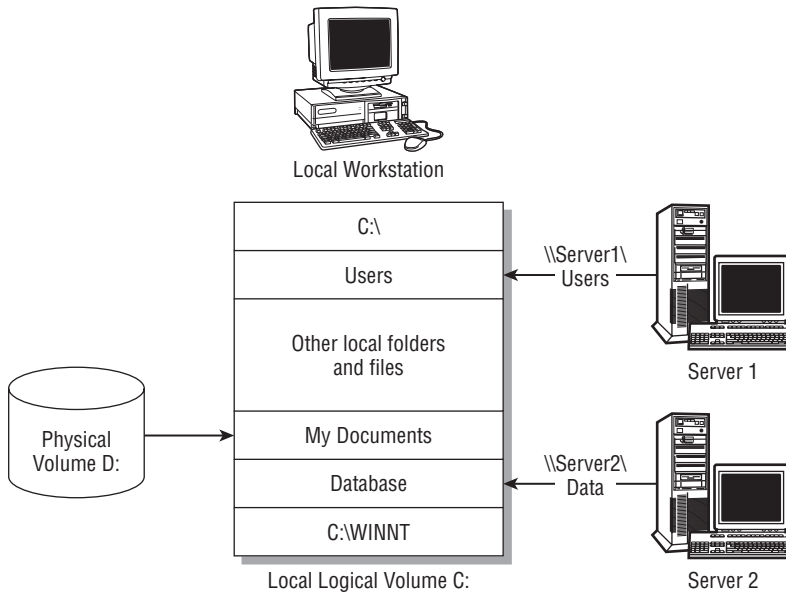 Local Workstation
C:\
Users
\\Server1\
Users
Other local folders
and files
Server 1
Physical
Volume D:
My Documents
\\Server2\
Data
Database
C:\WINNT
Local Logical Volume C:
Server 2